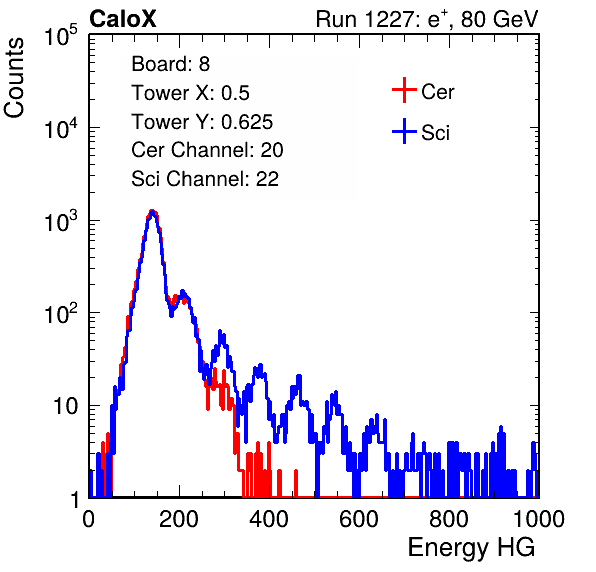 CaloX Run 1227: e⁺, 80 GeV
Counts
Board: 8
Tower X: 0.5
Tower Y: 0.625
Cer Channel: 20
Sci Channel: 22
Cer
Sci
10⁵
10⁴
10³
10²
10
1
0 200 400 600 800 1000
Energy HG